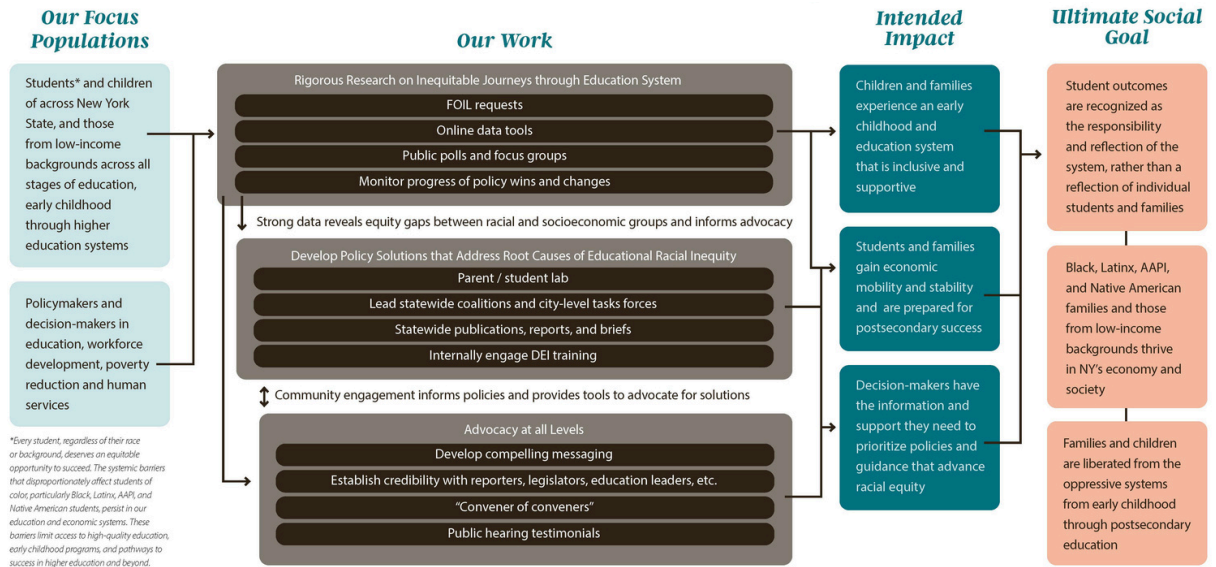 Our Focus
Populations
Students* and children
of across New York
State, and those
from low-income
backgrounds across all
stages of education,
early childhood
through higher
education systems
Policymakers and
decision-makers in
education, workforce
development, poverty
reduction and human
services
*Every student, regardless of their race
or background, deserves an equitable
opportunity to succeed. The systemic barriers
that disproportionately affect students of
color, particularly Black, Latinx, AAPI, and
Native American students, persist in our
education and economic systems. These
barriers limit access to high-quality education,
early childhood programs, and pathways to
success in higher education and beyond.
Our Work
Rigorous Research on Inequitable Journeys through Education System
FOIL requests
Online data tools
Public polls and focus groups
Monitor progress of policy wins and changes
Strong data reveals equity gaps between racial and socioeconomic groups and informs advocacy
Develop Policy Solutions that Address Root Causes of Educational Racial Inequity
Parent / student lab
Lead statewide coalitions and city-level tasks forces
Statewide publications, reports, and briefs
Internally engage DEI training
Community engagement informs policies and provides tools to advocate for solutions
Advocacy at all Levels
Develop compelling messaging
Establish credibility with reporters, legislators, education leaders, etc.
“Convener of conveners”
Public hearing testimonials
Intended
Impact
Children and families
experience an early
childhood and
education system
that is inclusive and
supportive
Students and families
gain economic
mobility and stability
and are prepared for
postsecondary success
Decision-makers have
the information and
support they need to
prioritize policies and
guidance that advance
racial equity
Ultimate Social
Goal
Student outcomes
are recognized as
the responsibility
and reflection of the
system, rather than a
reflection of individual
students and families
Black, Latinx, AAPI,
and Native American
families and those
from low-income
backgrounds thrive
in NY’s economy and
society
Families and children
are liberated from the
oppressive systems
from early childhood
through postsecondary
education